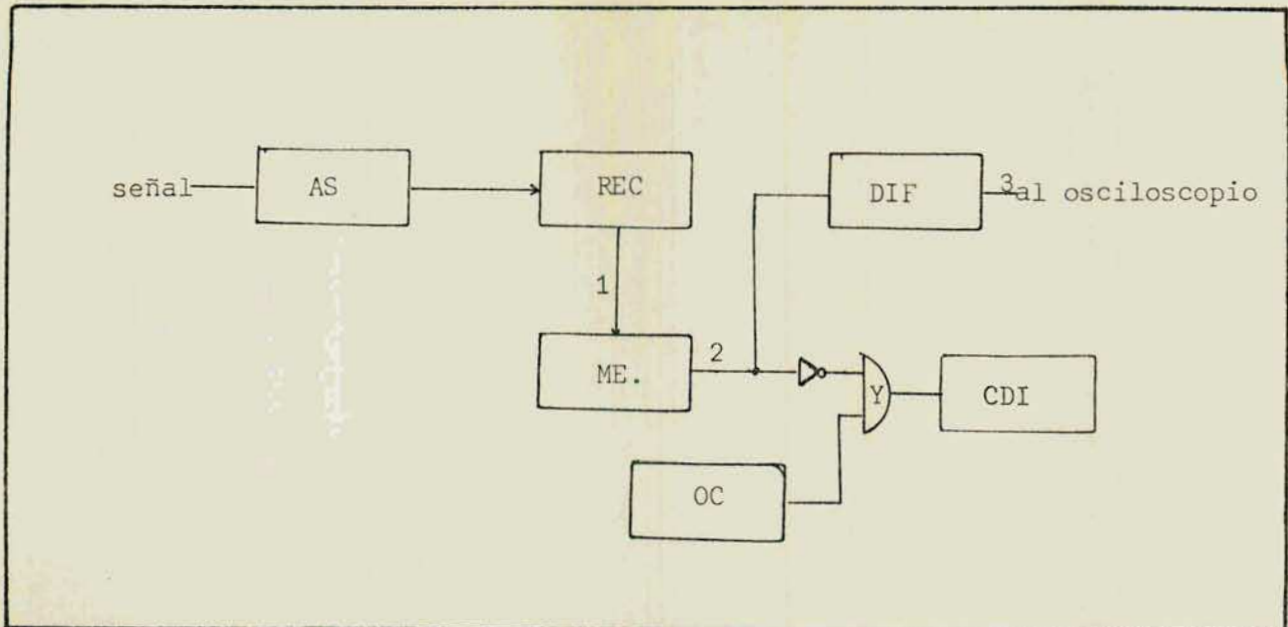 señal
AS
REC
DIF
3
al osciloscopio
1
ME.
2
Y
CDI
OC